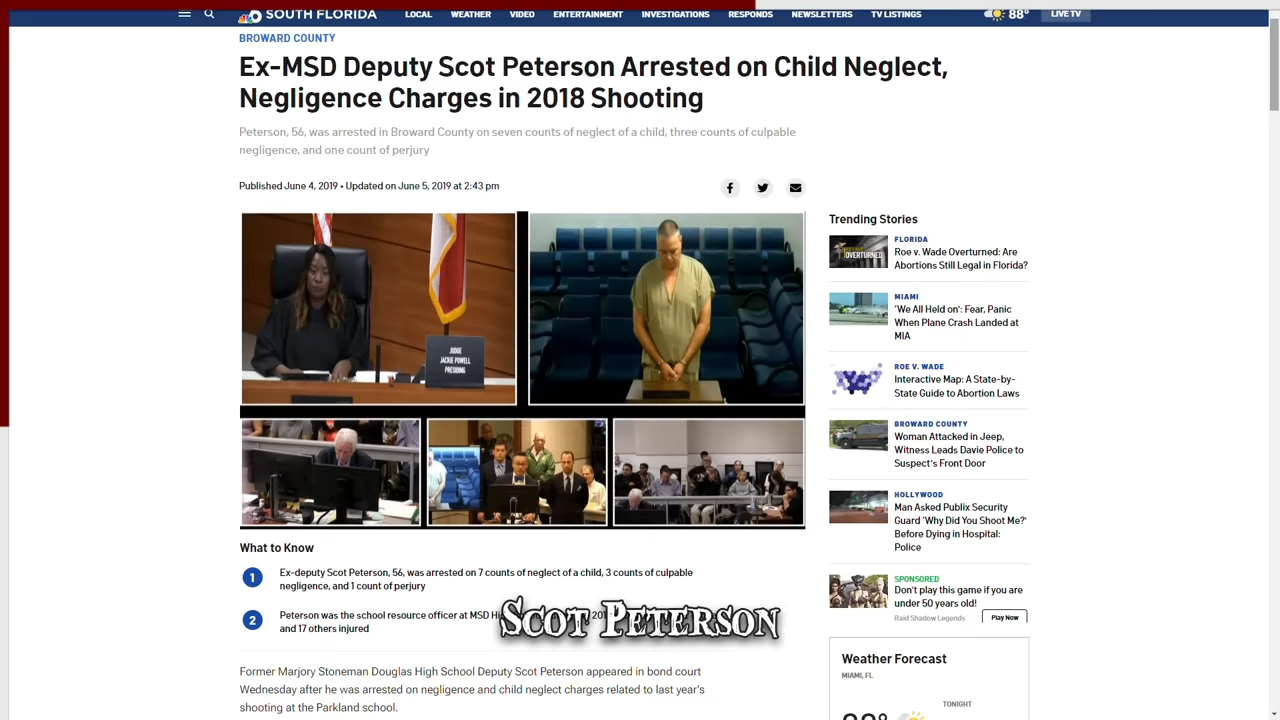 SOUTH FLORIDA
LOCAL WEATHER VIDEO ENTERTAINMENT INVESTIGATIONS RESPONDS NEWSLETTERS TV LISTINGS
88°
LIVE TV
BROWARD COUNTY
Ex-MSD Deputy Scot Peterson Arrested on Child Neglect,
Negligence Charges in 2018 Shooting
Peterson, 56, was arrested in Broward County on seven counts of neglect of a child, three counts of culpable
negligence, and one count of perjury
Published June 4, 2019 • Updated on June 5, 2019 at 2:43 pm
JUDGE
JACKIE POWELL
PRESIDING
What to Know
1
Ex-deputy Scot Peterson, 56, was arrested on 7 counts of neglect of a child, 3 counts of culpable
negligence, and 1 count of perjury
2
Peterson was the school resource officer at MSD
and 17 others injured
SCOT PETERSON
Former Marjory Stoneman Douglas High School Deputy Scot Peterson appeared in bond court
Wednesday after he was arrested on negligence and child neglect charges related to last year's
shooting at the Parkland school.
Trending Stories
OVERTURNED
FLORIDA
Roe v. Wade Overturned: Are
Abortions Still Legal in Florida?
MIAMI
'We All Held on': Fear, Panic
When Plane Crash Landed at
MIA
ROE V. WADE
Interactive Map: A State-by-
State Guide to Abortion Laws
BROWARD COUNTY
Woman Attacked in Jeep,
Witness Leads Davie Police to
Suspect's Front Door
HOLLYWOOD
Man Asked Publix Security
Guard 'Why Did You Shoot Me?'
Before Dying in Hospital:
Police
SPONSORED
Don't play this game if you are
under 50 years old!
Raid Shadow Legends
Play Now
Weather Forecast
MIAMI, FL
TONIGHT